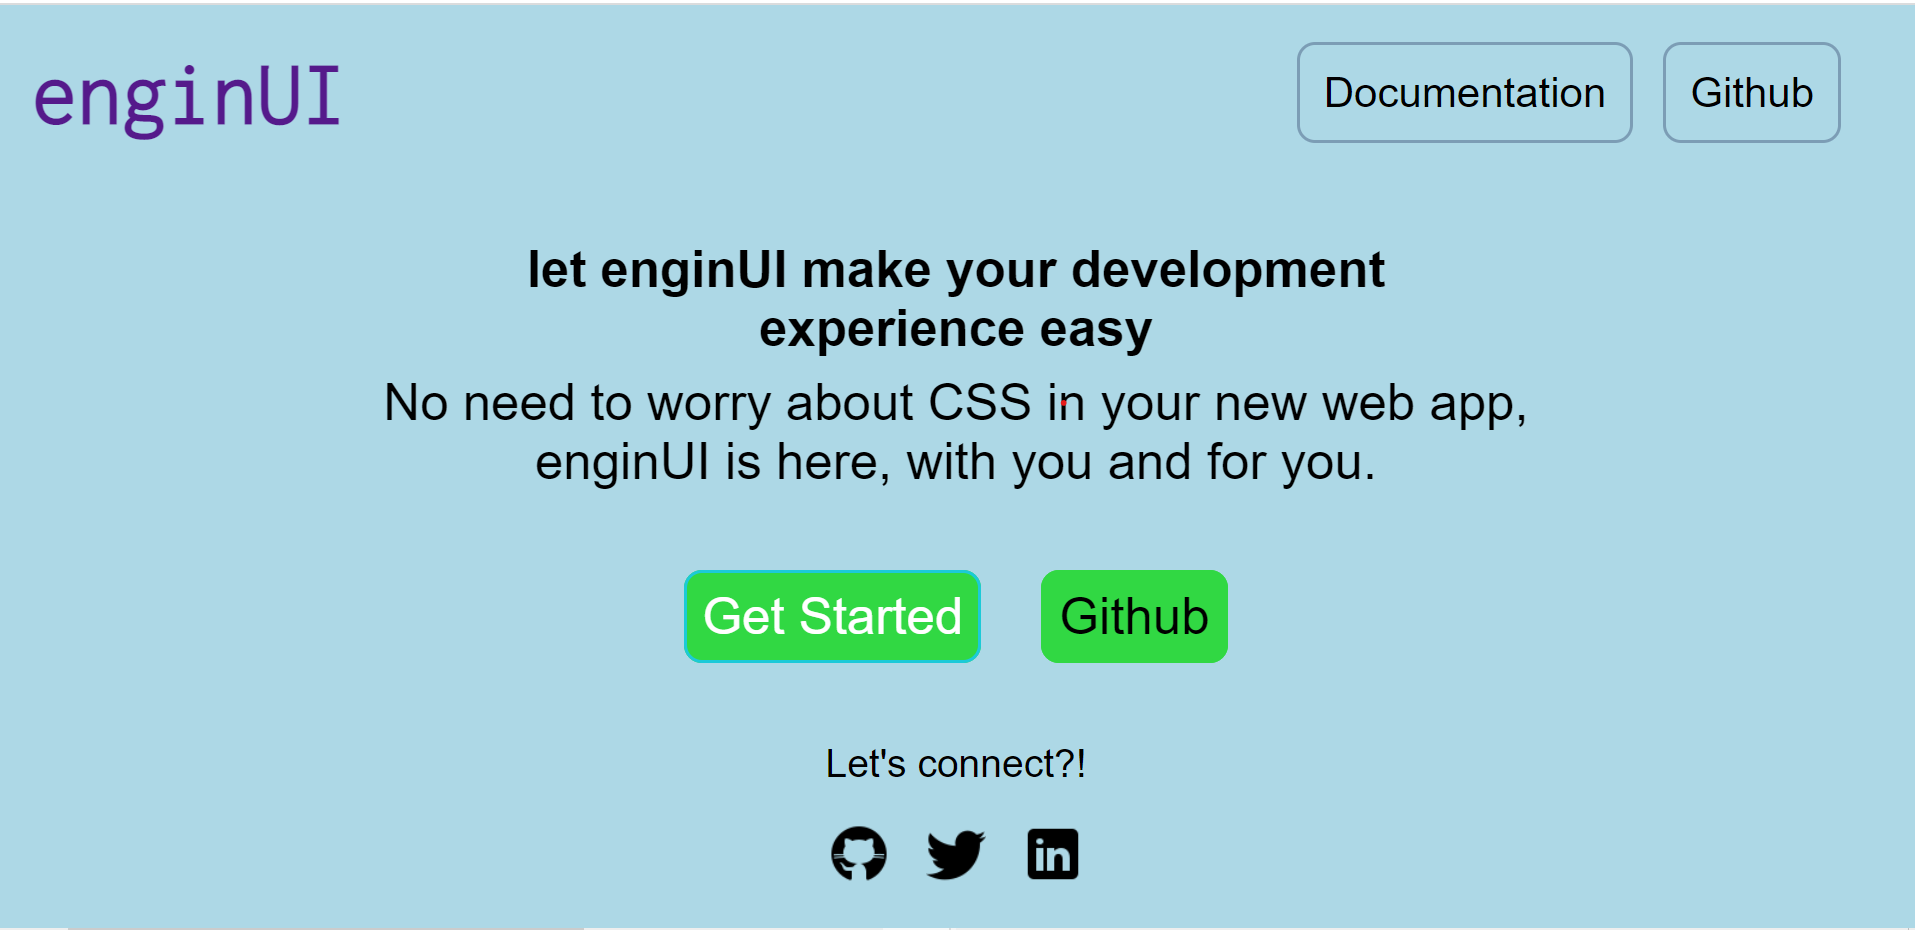 enginUI
Documentation
Github
let enginUI make your development
experience easy
No need to worry about CSS in your new web app,
enginUI is here, with you and for you.
Get Started
Github
Let's connect?!
in